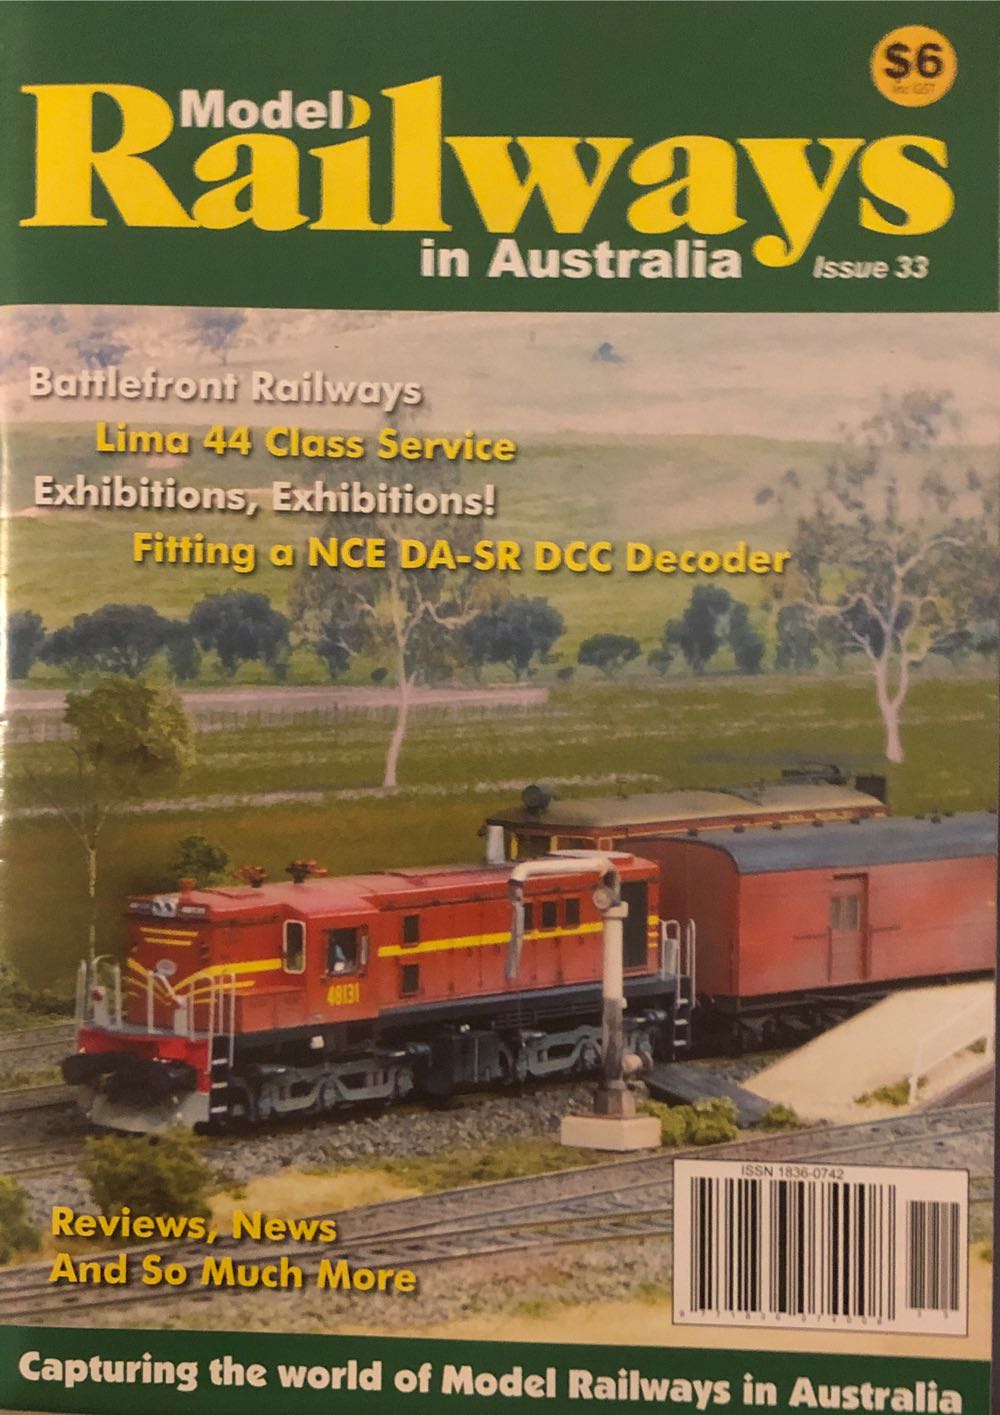 $6
inc GST
Model
Railways
in Australia
Issue 33
Battlefront Railways
Lima 44 Class Service
Exhibitions, Exhibitions!
Fitting a NCE DA-SR DCC Decoder
48131
ISSN 1836-0742
Reviews, News
And So Much More
Capturing the world of Model Railways in Australia